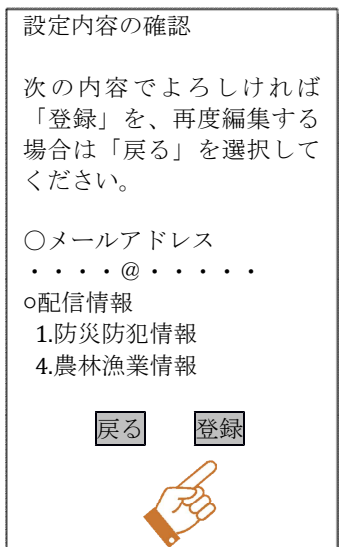 設定内容の確認
次の内容でよろしければ
「登録」を、再度編集する
場合は「戻る」を選択して
ください。
〇メールアドレス
・・・・@・・・・・
○配信情報
1.防災防犯情報
4.農林漁業情報
戻る 登録